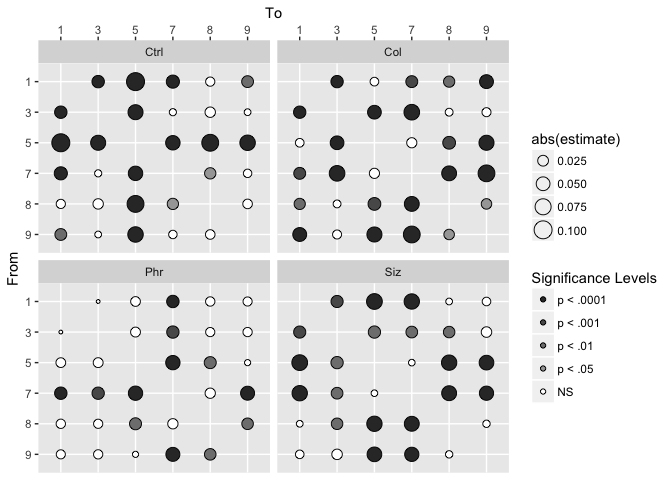 To
1 3 5 7 8 9 1 3 5 7 8 9
Ctrl Col
1
3
5
7
8
9
From
Phr Siz
1
3
5
7
8
9
abs(estimate)
0.025
0.050
0.075
0.100
Significance Levels
p < .0001
p < .001
p < .01
p < .05
NS